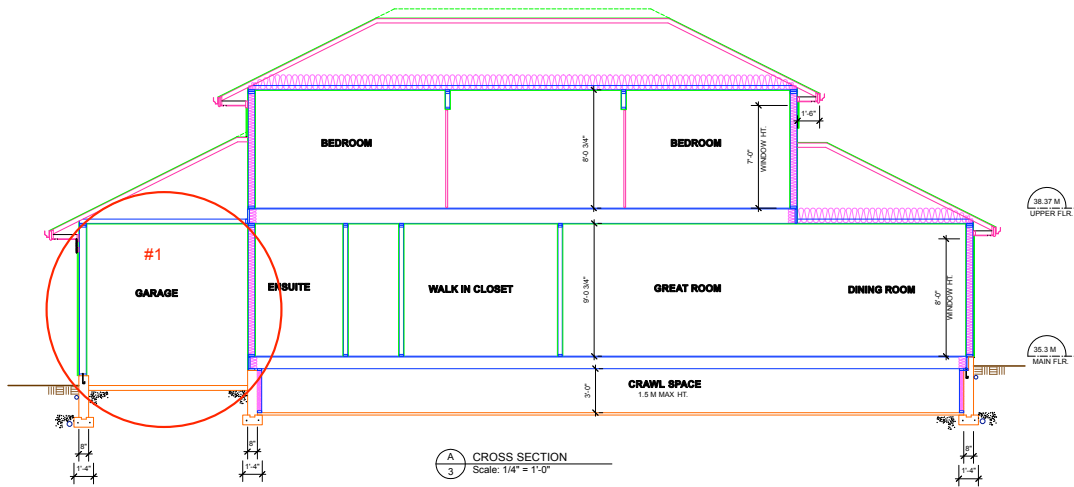 BEDROOM
BEDROOM
8'-0 3/4"
7'-0"
WINDOW HT.
1'-6"
38.37 M
UPPER FLR.
#1
GARAGE
ENSUITE
WALK IN CLOSET
9'-0 3/4"
GREAT ROOM
DINING ROOM
8'-0"
WINDOW HT.
35.3 M
MAIN FLR.
3'-0"
CRAWL SPACE
1.5 M MAX HT.
8"
1'-4"
8"
1'-4"
8"
1'-4"
A
3
CROSS SECTION
Scale: 1/4" = 1'-0"